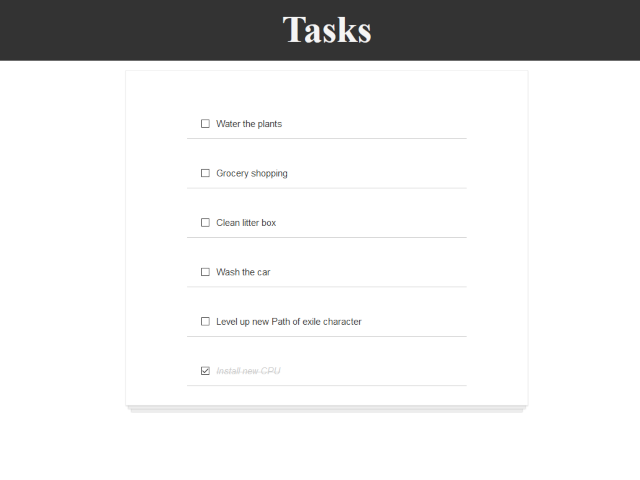 Tasks
Water the plants
Grocery shopping
Clean litter box
Wash the car
Level up new Path of exile character
Install new CPU